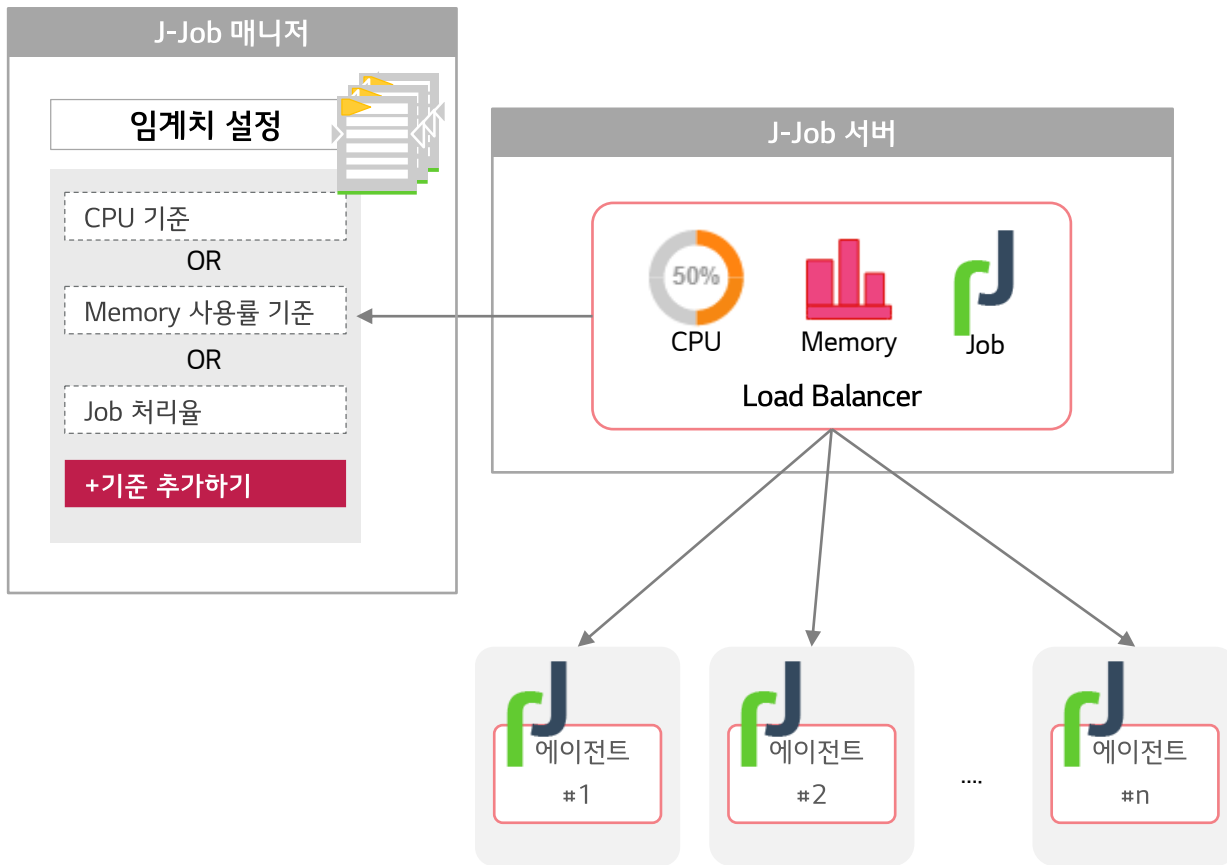 J-Job 매니저
임계치 설정
CPU 기준
OR
Memory 사용률 기준
OR
Job 처리율
+기준 추가하기
J-Job 서버
50%
CPU
Memory
Job
Load Balancer
에이전트
#1
에이전트
#2
....
에이전트
#n